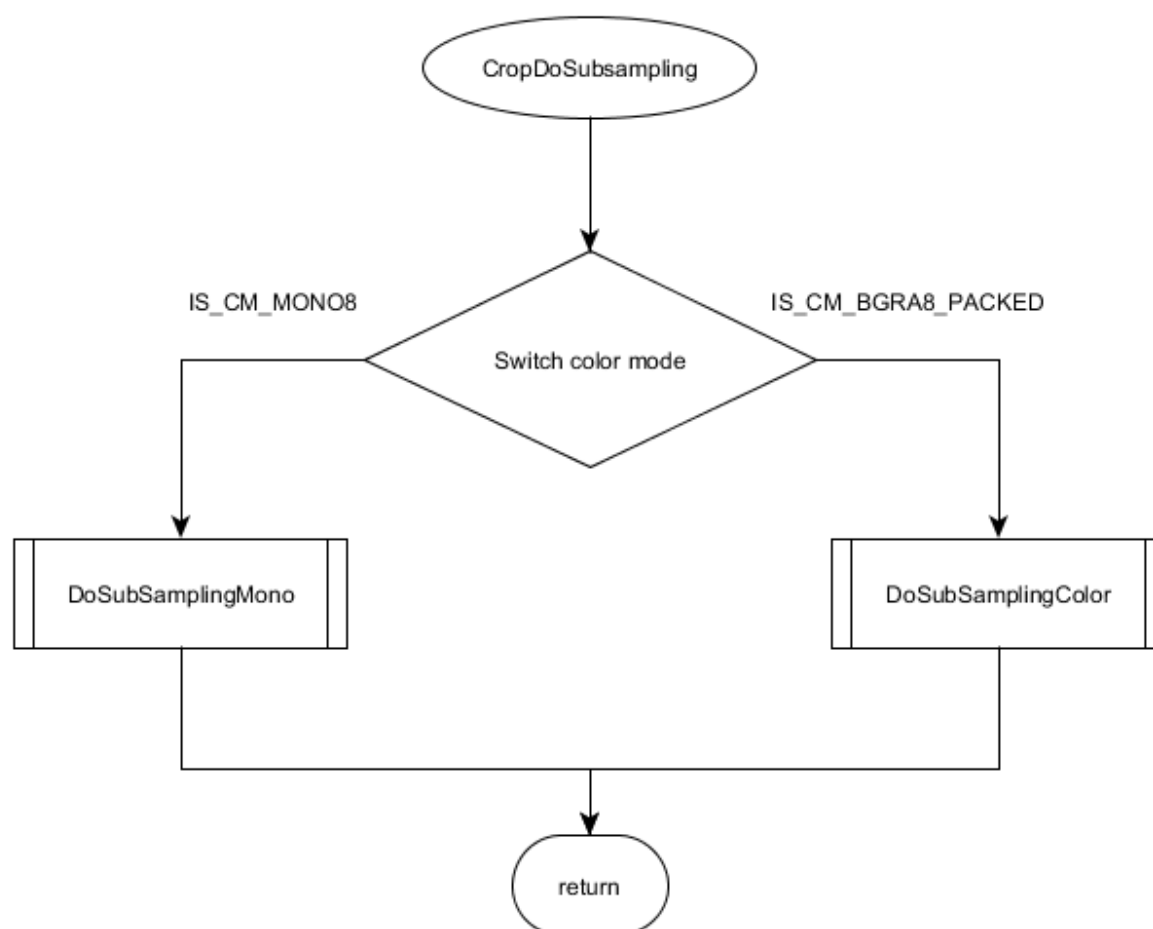 CropDoSubsampling
IS_CM_MONO8
IS_CM_BGRA8_PACKED
Switch color mode
DoSubSamplingMono
DoSubSamplingColor
return